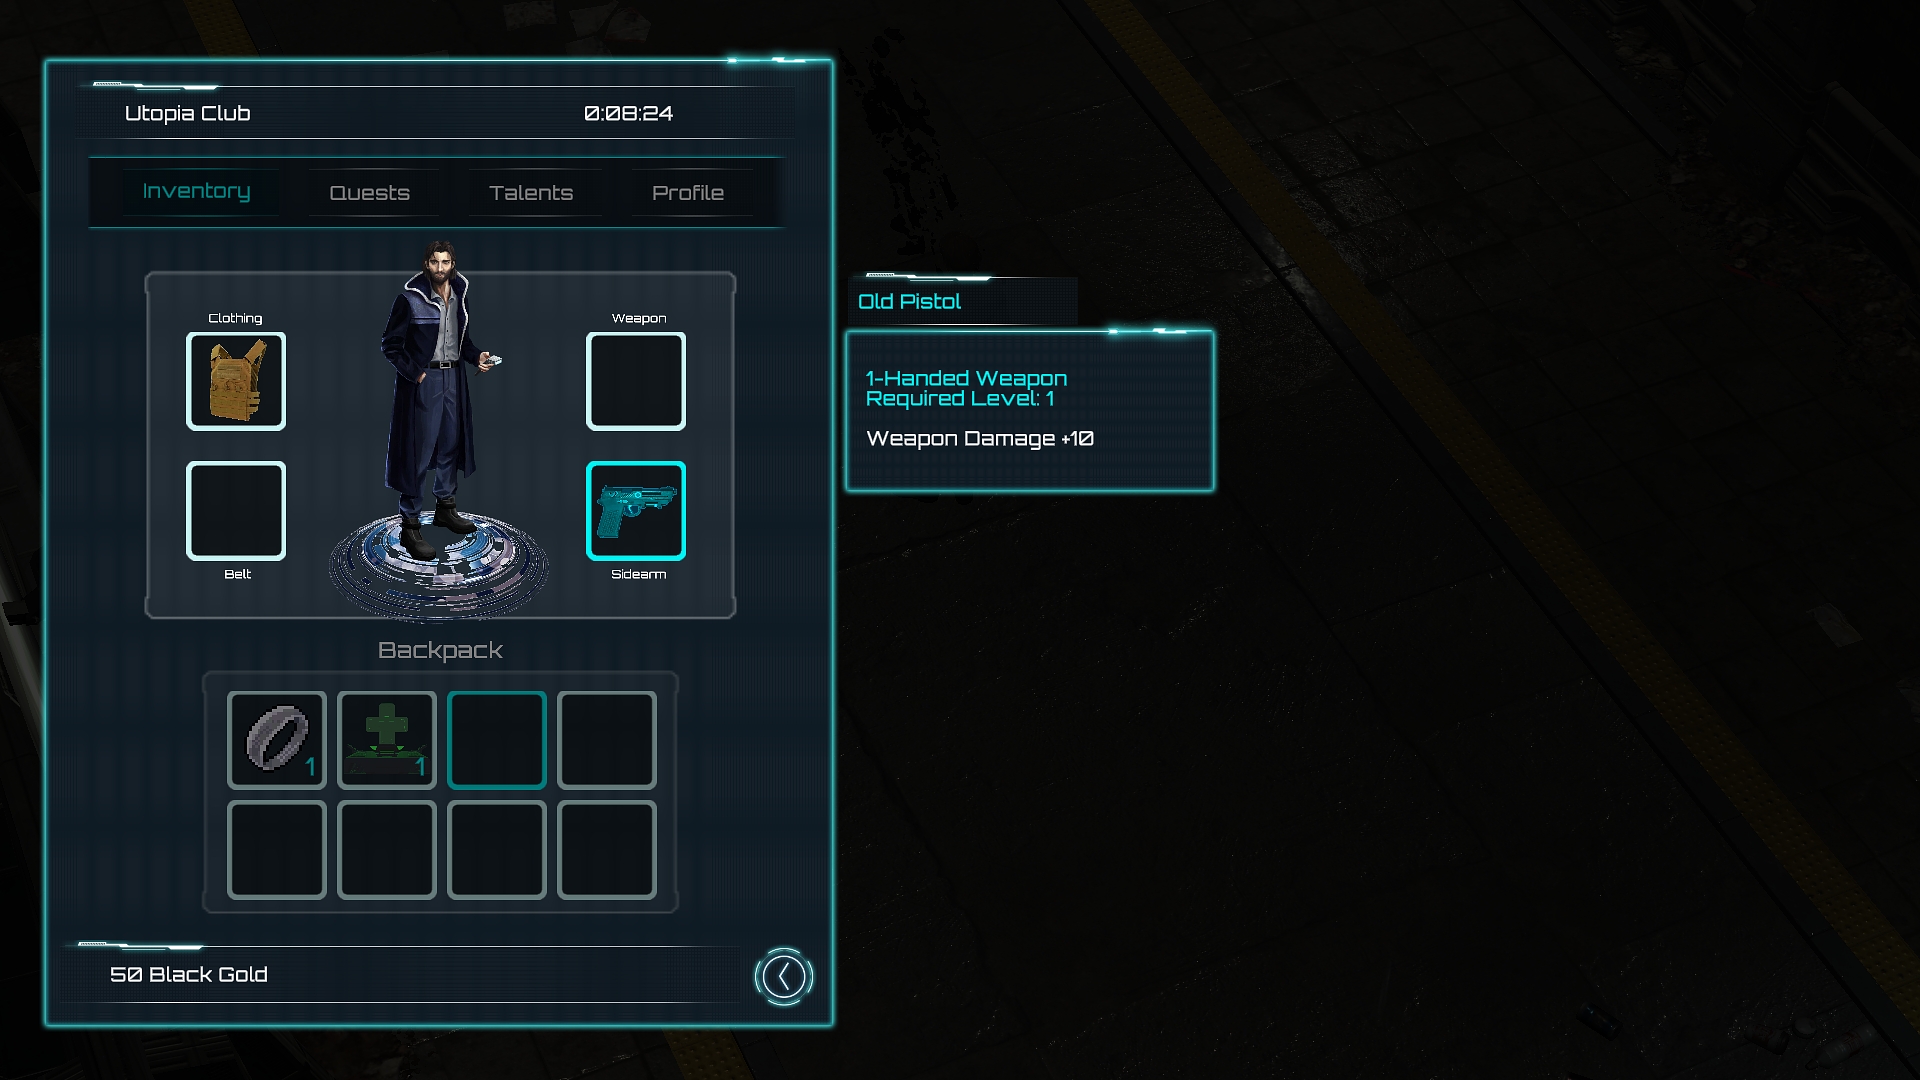 Utopia Club
0:08:24
Inventory
Quests
Talents
Profile
Clothing
Weapon
Belt
Sidearm
Old Pistol
1-Handed Weapon
Required Level: 1
Weapon Damage +10
Backpack
1
1
50 Black Gold